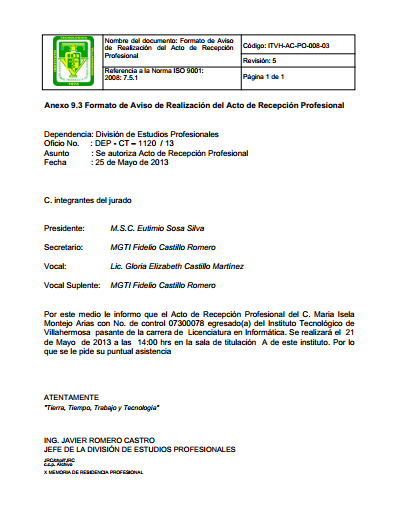 Nombre del documento: Formato de Aviso
de Realización del Acto de Recepción
Profesional
Código: ITVH-AC-PO-008-03
Revisión: 5
Referencia a la Norma ISO 9001:
2008: 7.5.1
Página 1 de 1
Anexo 9.3 Formato de Aviso de Realización del Acto de Recepción Profesional
Dependencia: División de Estudios Profesionales
Oficio No. : DEP - CT – 1120 / 13
Asunto : Se autoriza Acto de Recepción Profesional
Fecha : 25 de Mayo de 2013
C. integrantes del jurado
Presidente: M.S.C. Eutimio Sosa Silva
Secretario: MGTI Fidelio Castillo Romero
Vocal: Lic. Gloria Elizabeth Castillo Martínez
Vocal Suplente: MGTI Fidelio Castillo Romero
Por este medio le informo que el Acto de Recepción Profesional del C. Maria Isela
Montejo Arias con No. de control 07300078 egresado(a) del Instituto Tecnológico de
Villahermosa pasante de la carrera de Licenciatura en Informática. Se realizará el 21
de Mayo de 2013 a las 14:00 hrs en la sala de titulación A de este instituto. Por lo
que se le pide su puntual asistencia
ATENTAMENTE
"Tierra, Tiempo, Trabajo y Tecnología"
ING. JAVIER ROMERO CASTRO
JEFE DE LA DIVISIÓN DE ESTUDIOS PROFESIONALES
c.c.p. Archivo
X MEMORIA DE RESIDENCIA PROFESIONAL